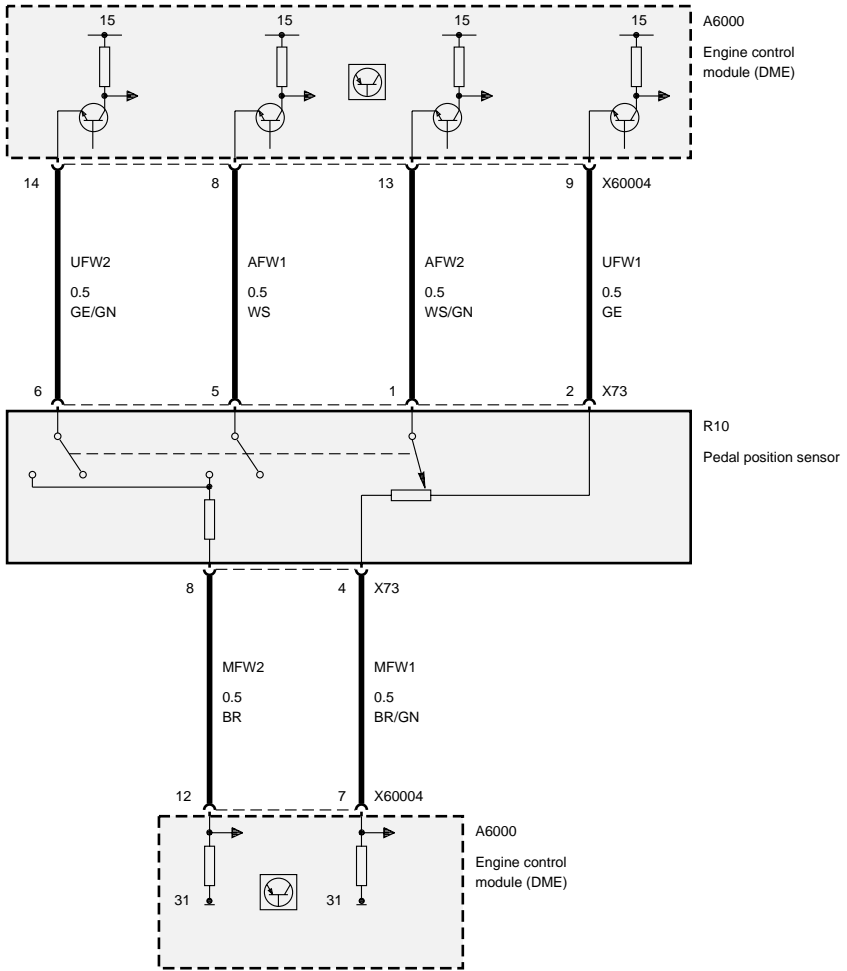 15 15 15 15 A6000
Engine control
module (DME)
14 8 13 9 X60004
UFW2 AFW1 AFW2 UFW1
0.5 0.5 0.5 0.5
GE/GN WS WS/GN GE
6 5 1 2 X73
R10
Pedal position sensor
8 4 X73
MFW2 MFW1
0.5 0.5
BR BR/GN
12 7 X60004
A6000
Engine control
module (DME)
31 31